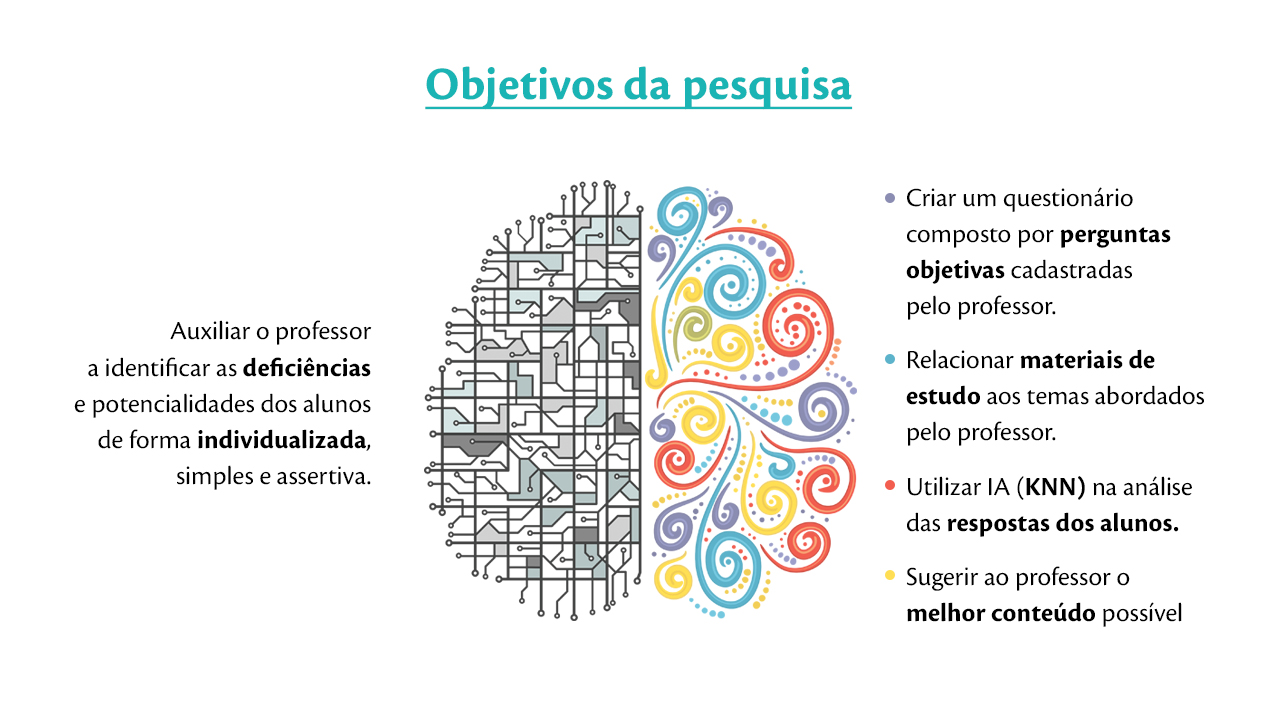 Objetivos da pesquisa
Auxiliar o professor
a identificar as deficiências
e potencialidades dos alunos
de forma individualizada,
simples e assertiva.
Criar um questionário
composto por perguntas
objetivas cadastradas
pelo professor.
Relacionar materiais de
estudo aos temas abordados
pelo professor.
Utilizar IA (KNN) na análise
das respostas dos alunos.
Sugerir ao professor o
melhor conteúdo possível